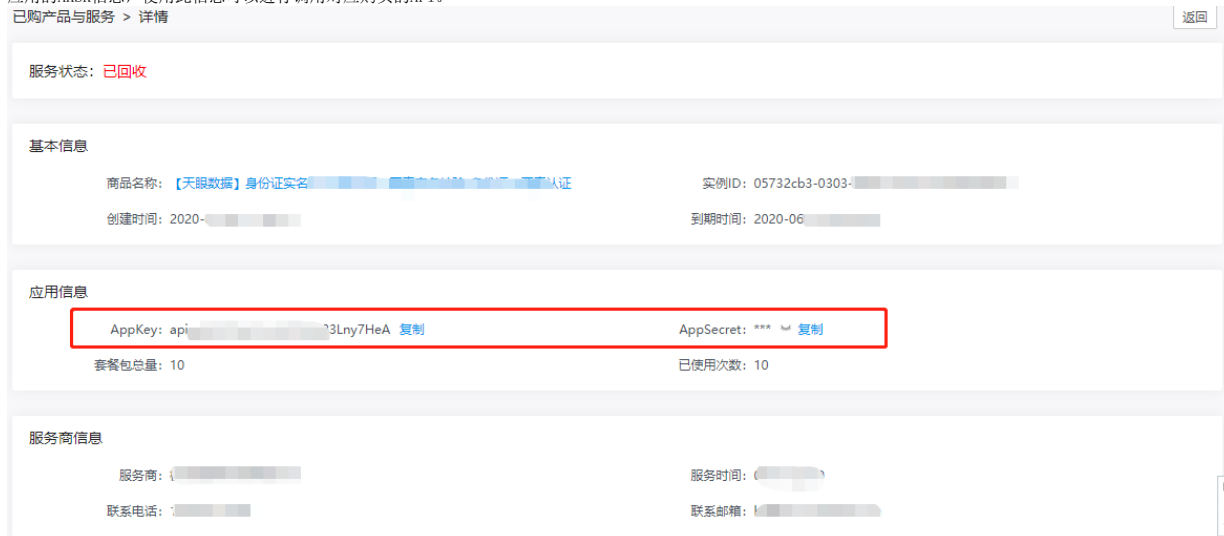 已购产品与服务 > 详情
返回
服务状态: 已回收
基本信息
商品名称: 【天眼数据】身份证实名 认证
实例ID: 05732cb3-0303-
创建时间: 2020-
到期时间: 2020-06
应用信息
AppKey: api 3Lny7HeA 复制
AppSecret: *** 复制
套餐包总量: 10
已使用次数: 10
服务商信息
服务商:
服务时间:
联系电话:
联系邮箱: